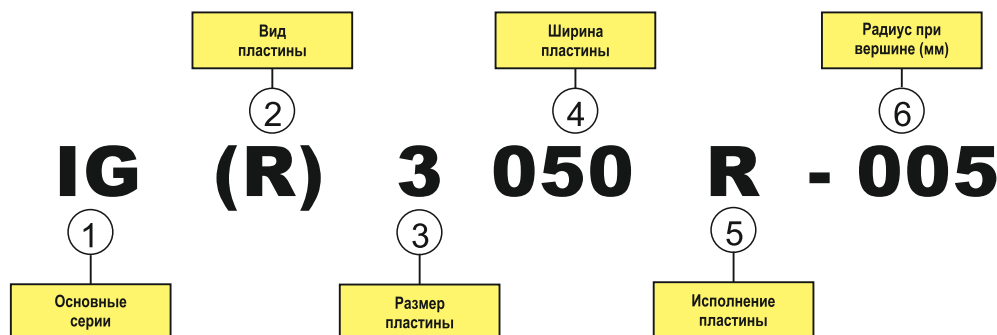 Вид
пластины
Ширина
пластины
Радиус при
вершине (мм)
2
4
6
IG (R) 3 050 R - 005
1
3
5
Основные
серии
Размер
пластины
Исполнение
пластины